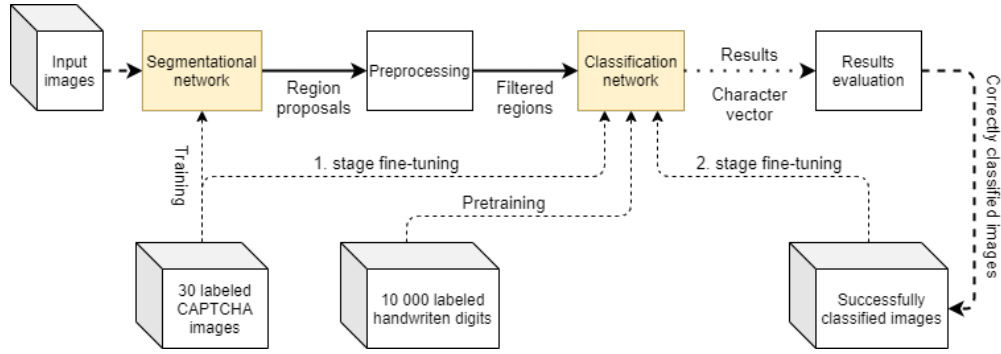 Input
images
Segmentational
network
Region
proposals
Preprocessing
Filtered
regions
Classification
network
Results
Character
vector
Results
evaluation
Correctly classified images
Training
1. stage fine-tuning
2. stage fine-tuning
Pretraining
30 labeled
CAPTCHA
images
10 000 labeled
handwriten digits
Successfully
classified images